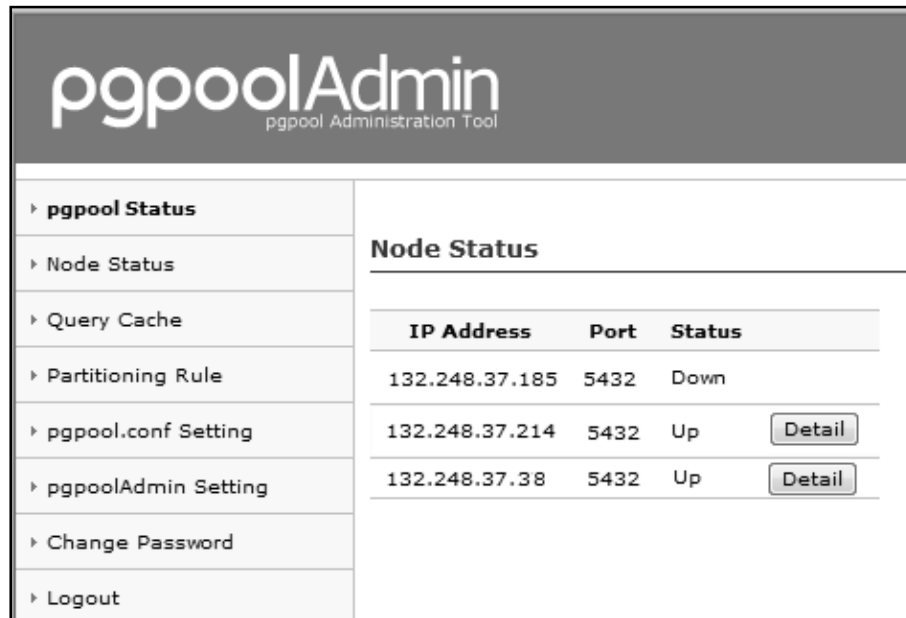 pgpoolAdmin
pgpool Administration Tool
pgpool Status
Node Status
Query Cache
Partitioning Rule
pgpool.conf Setting
pgpoolAdmin Setting
Change Password
Logout
Node Status
IP Address Port Status
132.248.37.185 5432 Down
132.248.37.214 5432 Up Detail
132.248.37.38 5432 Up Detail